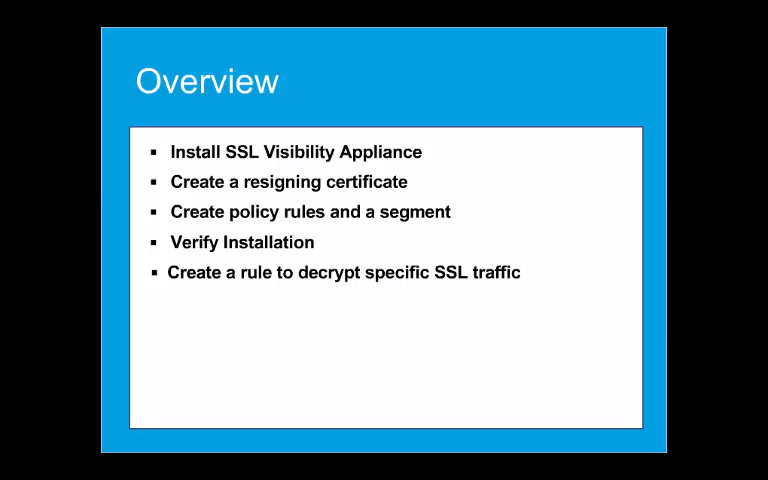 Overview
▪ Install SSL Visibility Appliance
▪ Create a resigning certificate
▪ Create policy rules and a segment
▪ Verify Installation
▪ Create a rule to decrypt specific SSL traffic